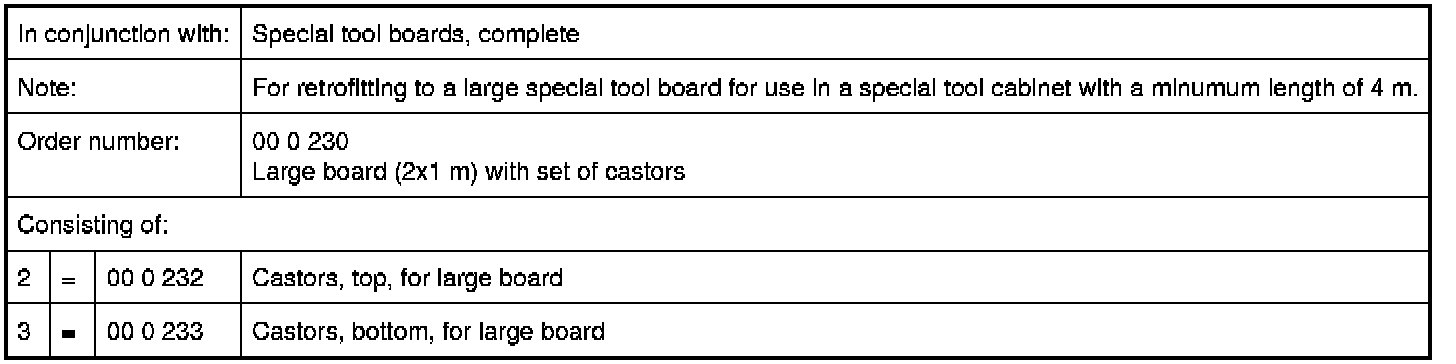 In conjunction with: Special tool boards, complete
Note: For retrofitting to a large special tool board for use in a special tool cabinet with a minumum length of 4 m.
Order number: 00 0 230
Large board (2x1 m) with set of castors
Consisting of:
2 = 00 0 232 Castors, top, for large board
3 = 00 0 233 Castors, bottom, for large board